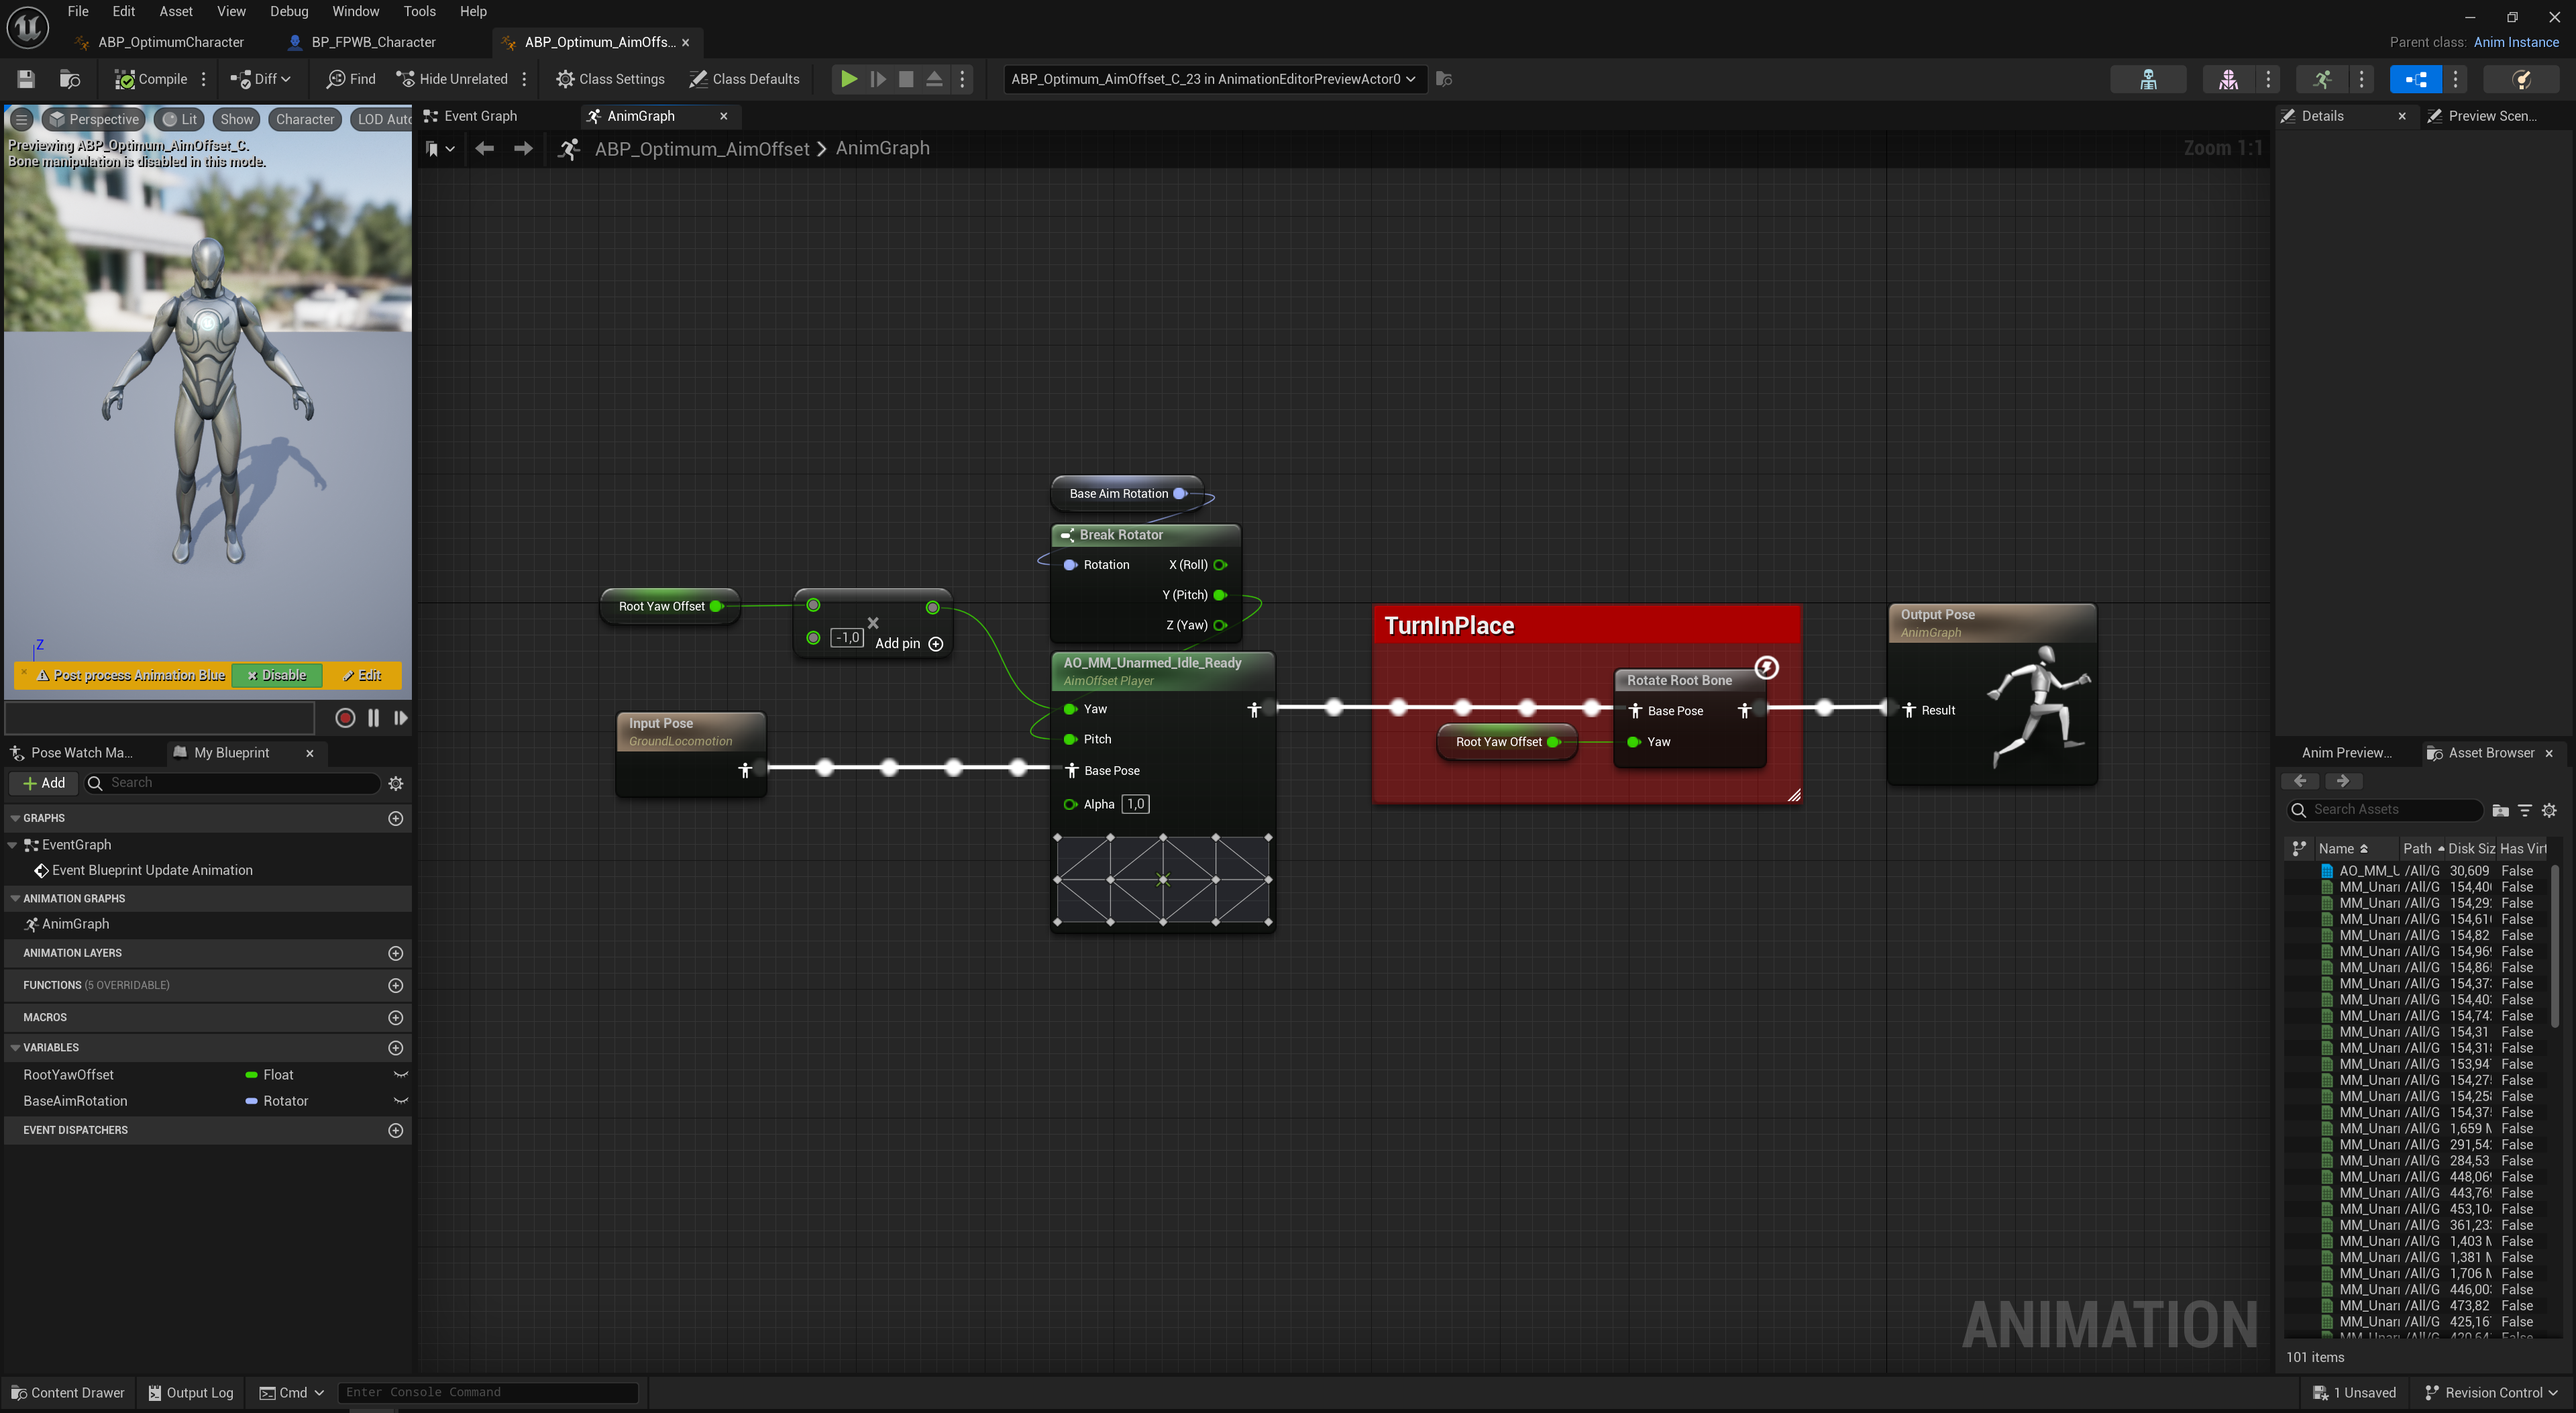 File Edit Asset View Debug Window Tools Help
ABP_OptimumCharacter BP_FPWB_Character ABP_Optimum_AimOffs...
Parent class: Anim Instance
Compile Diff Find Hide Unrelated Class Settings Class Defaults ABP_Optimum_AimOffset_C_23 in AnimationEditorPreviewActor0
Perspective Lit Show Character LOD Auto
Previewing ABP_Optimum_AimOffset_C.
Bone manipulation is disabled in this mode.
Z
Post process Animation Blue Disable Edit
Event Graph AnimGraph
ABP_Optimum_AimOffset > AnimGraph
Zoom 1:1
Base Aim Rotation
Break Rotator
Rotation X (Roll)
Y (Pitch)
Z (Yaw)
Root Yaw Offset
-1,0
Add pin
AO_MM_Unarmed_Idle_Ready
AimOffset Player
Yaw
Pitch
Base Pose
Alpha 1,0
Input Pose
GroundLocomotion
TurnInPlace
Rotate Root Bone
Base Pose
Root Yaw Offset Yaw
Output Pose
AnimGraph
Result
ANIMATION
Pose Watch Ma... My Blueprint
Add Search
GRAPHS
EventGraph
Event Blueprint Update Animation
ANIMATION GRAPHS
AnimGraph
ANIMATION LAYERS
FUNCTIONS (5 OVERRIDABLE)
MACROS
VARIABLES
RootYawOffset Float
BaseAimRotation Rotator
EVENT DISPATCHERS
Details Preview Scen...
Anim Preview... Asset Browser
Search Assets
Name Path Disk Siz Has Virt
AO_MM_U /All/G 30,609 False
MM_Unar /All/G 154,40 False
MM_Unar /All/G 154,29 False
MM_Unar /All/G 154,61 False
MM_Unar /All/G 154,82 False
MM_Unar /All/G 154,96 False
MM_Unar /All/G 154,86 False
MM_Unar /All/G 154,37 False
MM_Unar /All/G 154,40 False
MM_Unar /All/G 154,74 False
MM_Unar /All/G 154,31 False
MM_Unar /All/G 154,31 False
MM_Unar /All/G 153,94 False
MM_Unar /All/G 154,27 False
MM_Unar /All/G 154,25 False
MM_Unar /All/G 154,37 False
MM_Unar /All/G 1,659 M False
MM_Unar /All/G 291,54 False
MM_Unar /All/G 284,53 False
MM_Unar /All/G 448,06 False
MM_Unar /All/G 443,76 False
MM_Unar /All/G 453,10 False
MM_Unar /All/G 361,23 False
MM_Unar /All/G 1,403 M False
MM_Unar /All/G 1,381 M False
MM_Unar /All/G 1,706 M False
MM_Unar /All/G 446,00 False
MM_Unar /All/G 473,82 False
MM_Unar /All/G 425,16 False
101 items
Content Drawer Output Log Cmd Enter Console Command
1 Unsaved Revision Control